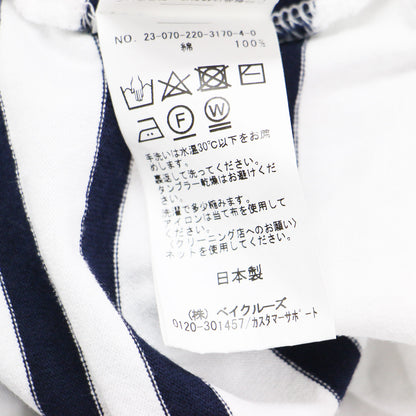 NO. 23-070-220-3170-4-0
綿 100%
手洗いは水温30℃以下をお薦
めします。
裏返して洗ってください。
タンブラー乾燥はお避けくだ
さい。
洗濯で多少縮みます。
アイロンは当て布を使用して
ください。
〈クリーニング店へのお願い〉
ネットを使用してください。
日本製
(株) ベイクルーズ
0120-301457/カスタマーサポート